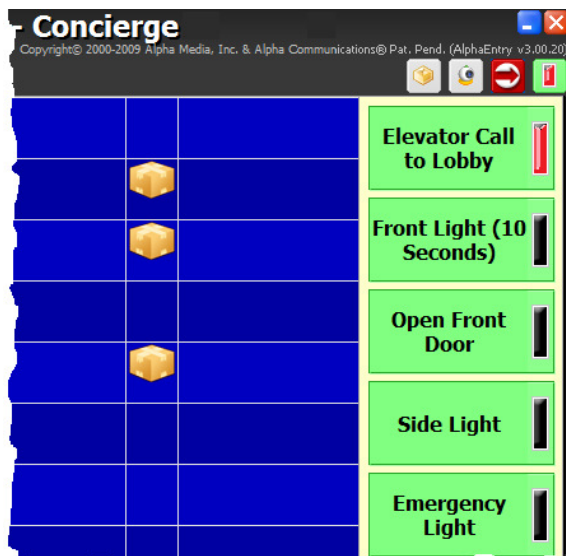 - Concierge
Copyright© 2000-2009 Alpha Media, Inc. & Alpha Communications® Pat. Pend. (AlphaEntry v3.00.20)
Elevator Call
to Lobby
Front Light (10
Seconds)
Open Front
Door
Side Light
Emergency
Light